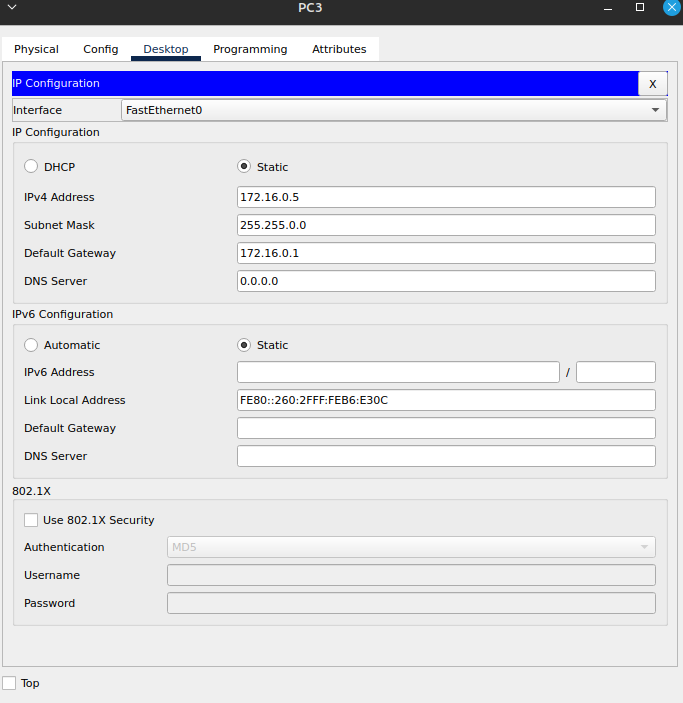 PC3
Physical Config Desktop Programming Attributes
IP Configuration X
Interface FastEthernet0
IP Configuration
DHCP Static
IPv4 Address 172.16.0.5
Subnet Mask 255.255.0.0
Default Gateway 172.16.0.1
DNS Server 0.0.0.0
IPv6 Configuration
Automatic Static
IPv6 Address /
Link Local Address FE80::260:2FFF:FEB6:E30C
Default Gateway
DNS Server
802.1X
Use 802.1X Security
Authentication MD5
Username
Password
Top